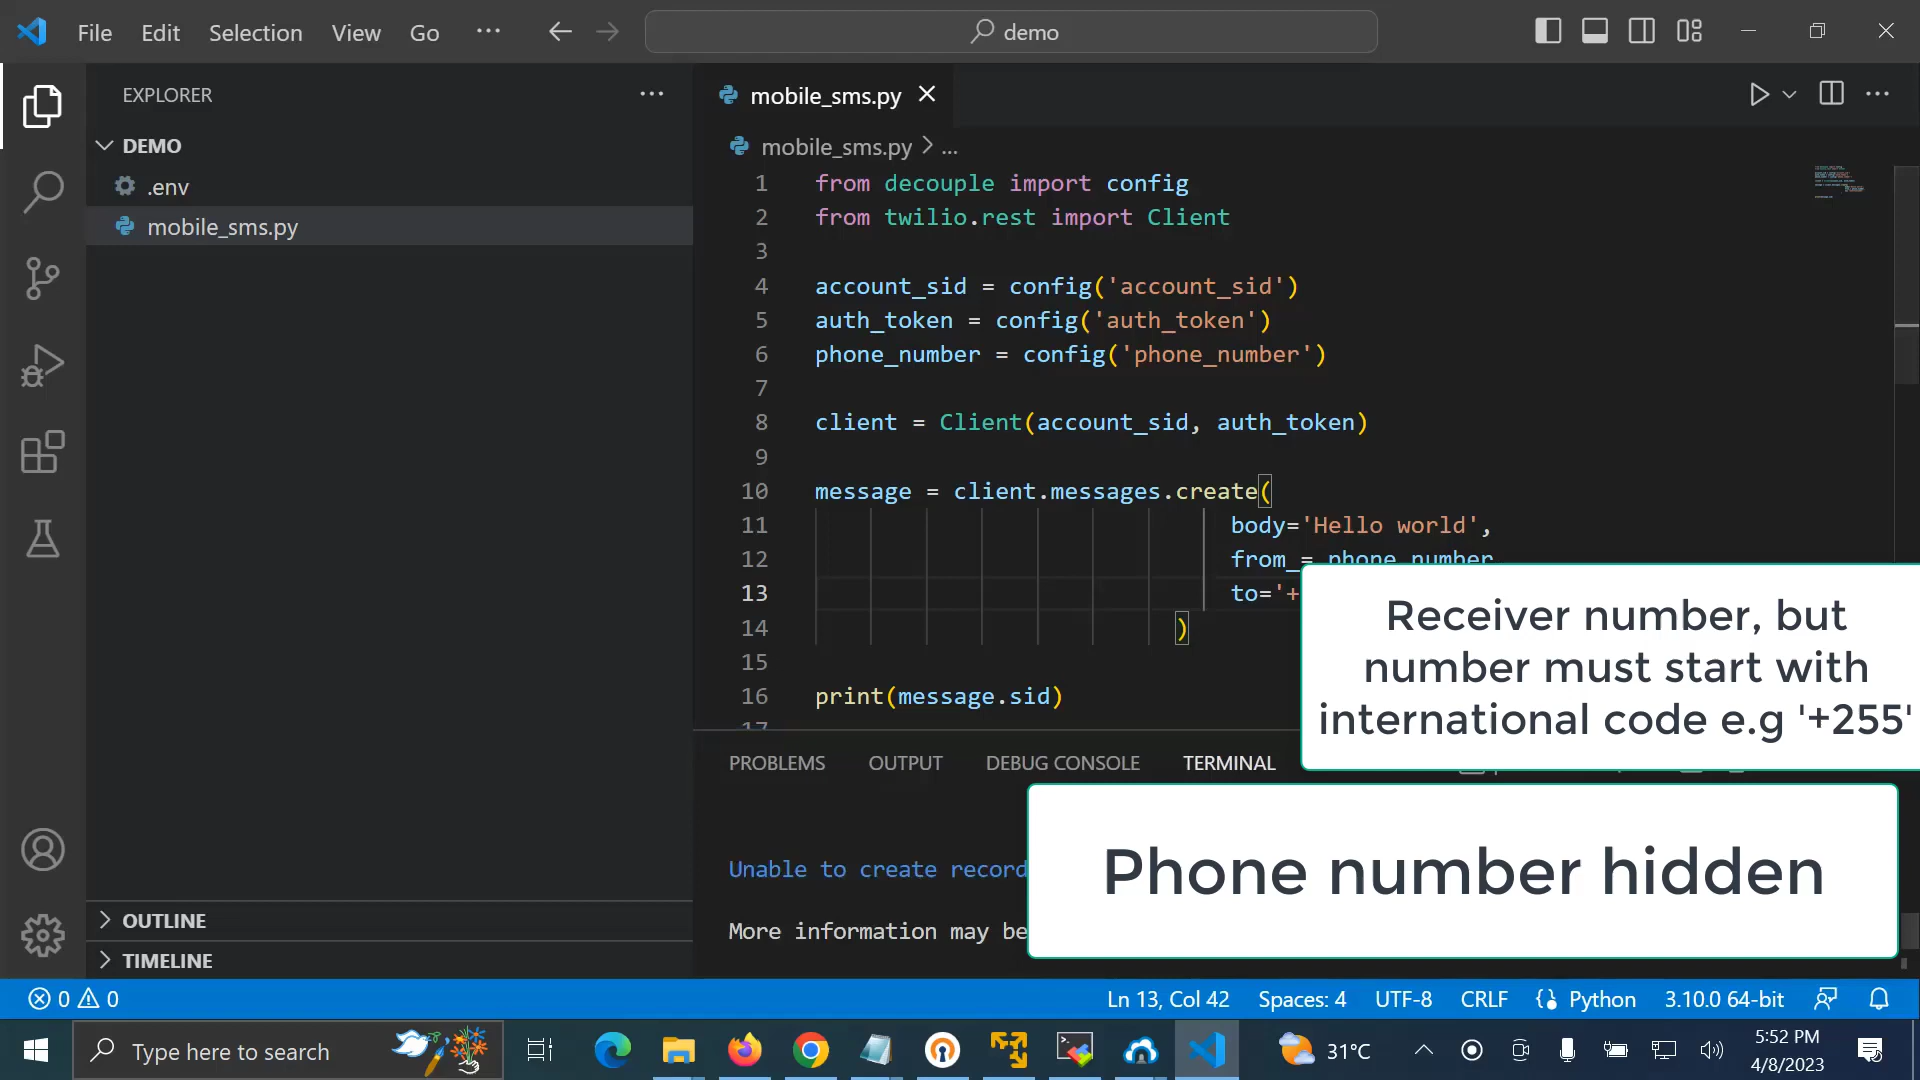 File Edit Selection View Go ··· demo
EXPLORER ···
mobile_sms.py
DEMO
mobile_sms.py > ...
.env
mobile_sms.py
1 from decouple import config
2 from twilio.rest import Client
3
4 account_sid = config('account_sid')
5 auth_token = config('auth_token')
6 phone_number = config('phone_number')
7
8 client = Client(account_sid, auth_token)
9
10 message = client.messages.create(
11 body='Hello world',
12 from_= phone_number
13 to='+
14 )
15
16 print(message.sid)
17
Receiver number, but
number must start with
international code e.g '+255'
PROBLEMS OUTPUT DEBUG CONSOLE TERMINAL
Unable to create record
More information may be
Phone number hidden
OUTLINE
TIMELINE
0 0 Ln 13, Col 42 Spaces: 4 UTF-8 CRLF Python 3.10.0 64-bit
Type here to search
31°C
5:52 PM
4/8/2023